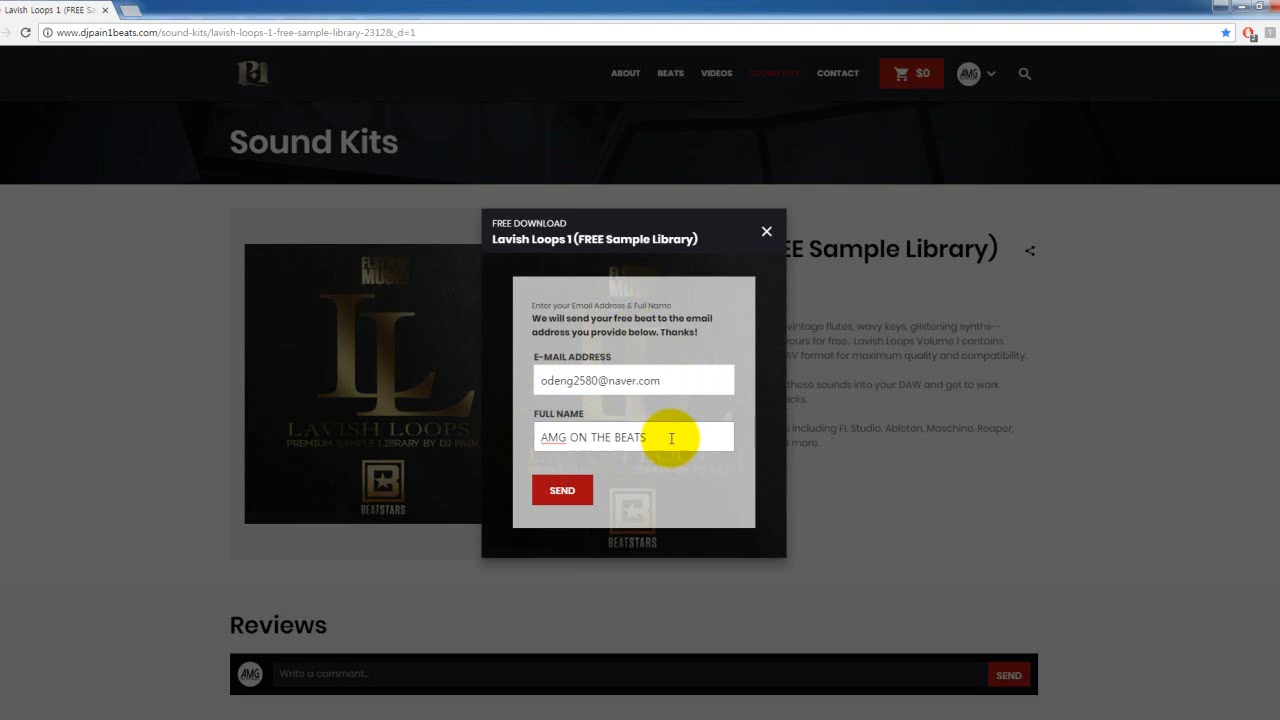 Lavish Loops 1 (FREE Sa
www.djpain1beats.com/sound-kits/lavish-loops-1-free-sample-library-2312&_d=1
ABOUT
BEATS
VIDEOS
SOUND KITS
CONTACT
$0
AMG
Sound Kits
FREE DOWNLOAD
Lavish Loops 1 (FREE Sample Library)
EE Sample Library)
LL
LAVISH LOOPS
PREMIUM SAMPLE LIBRARY BY DJ PAIN
BEATSTARS
Enter your Email Address & Full Name
We will send your free beat to the email
address you provide below. Thanks!
E-MAIL ADDRESS
odeng2580@naver.com
FULL NAME
AMG ON THE BEATS
SEND
BEATSTARS
vintage flutes, wavy keys, glistening synths--
yours for free. Lavish Loops Volume 1 contains
AV format for maximum quality and compatibility.
these sounds into your DAW and get to work
cks.
s including FL Studio, Ableton, Maschine, Reaper,
more.
Reviews
AMG
Write a comment...
SEND